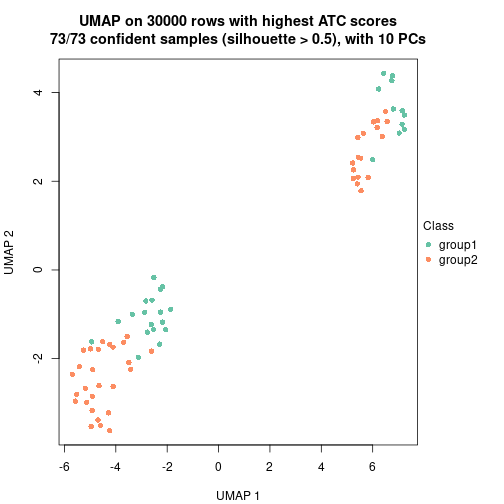 UMAP on 30000 rows with highest ATC scores
73/73 confident samples (silhouette > 0.5), with 10 PCs
4
2
0
-2
UMAP 2
-6
-4
-2
0
2
4
6
UMAP 1
Class
group1
group2